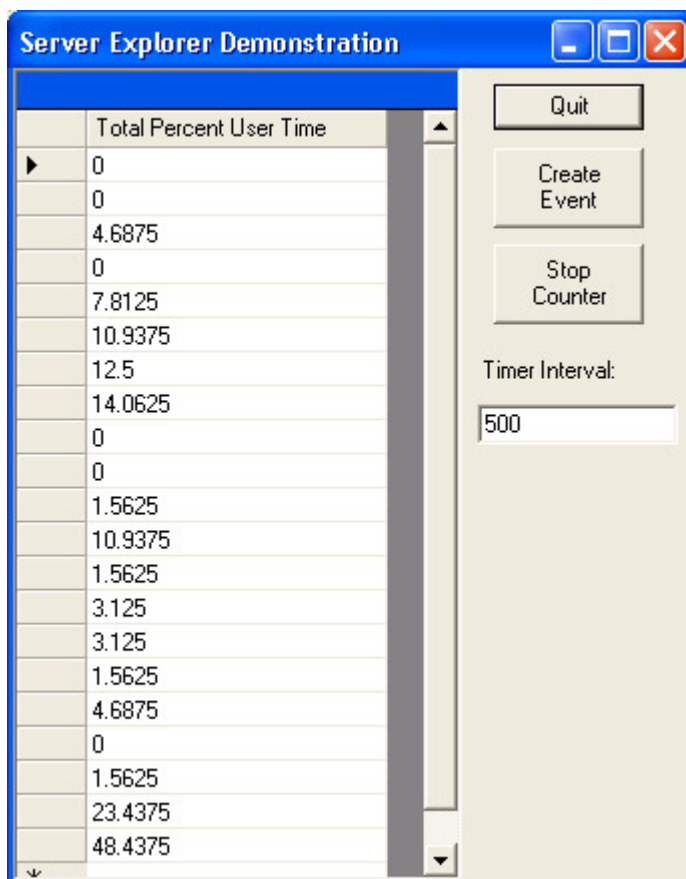 Server Explorer Demonstration
Total Percent User Time
0
0
4.6875
0
7.8125
10.9375
12.5
14.0625
0
0
1.5625
10.9375
1.5625
3.125
3.125
1.5625
4.6875
0
1.5625
23.4375
48.4375
Quit
Create
Event
Stop
Counter
Timer Interval:
500